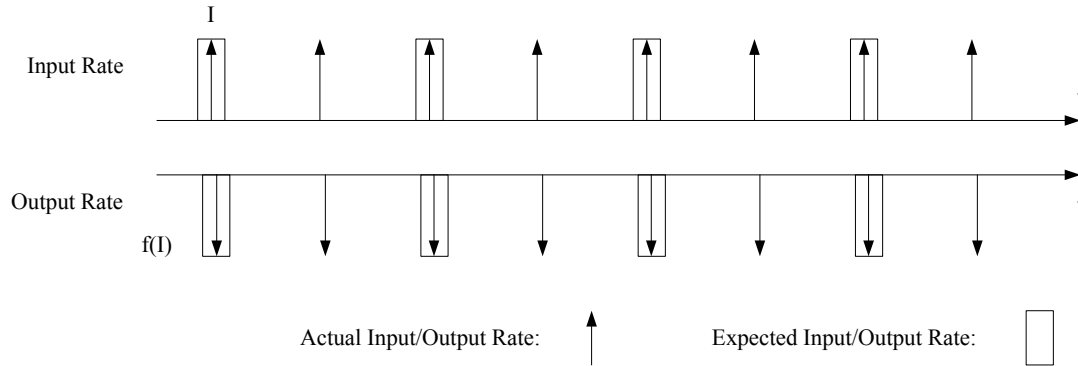 I
Input Rate
Output Rate
f(I)
Actual Input/Output Rate:
Expected Input/Output Rate: